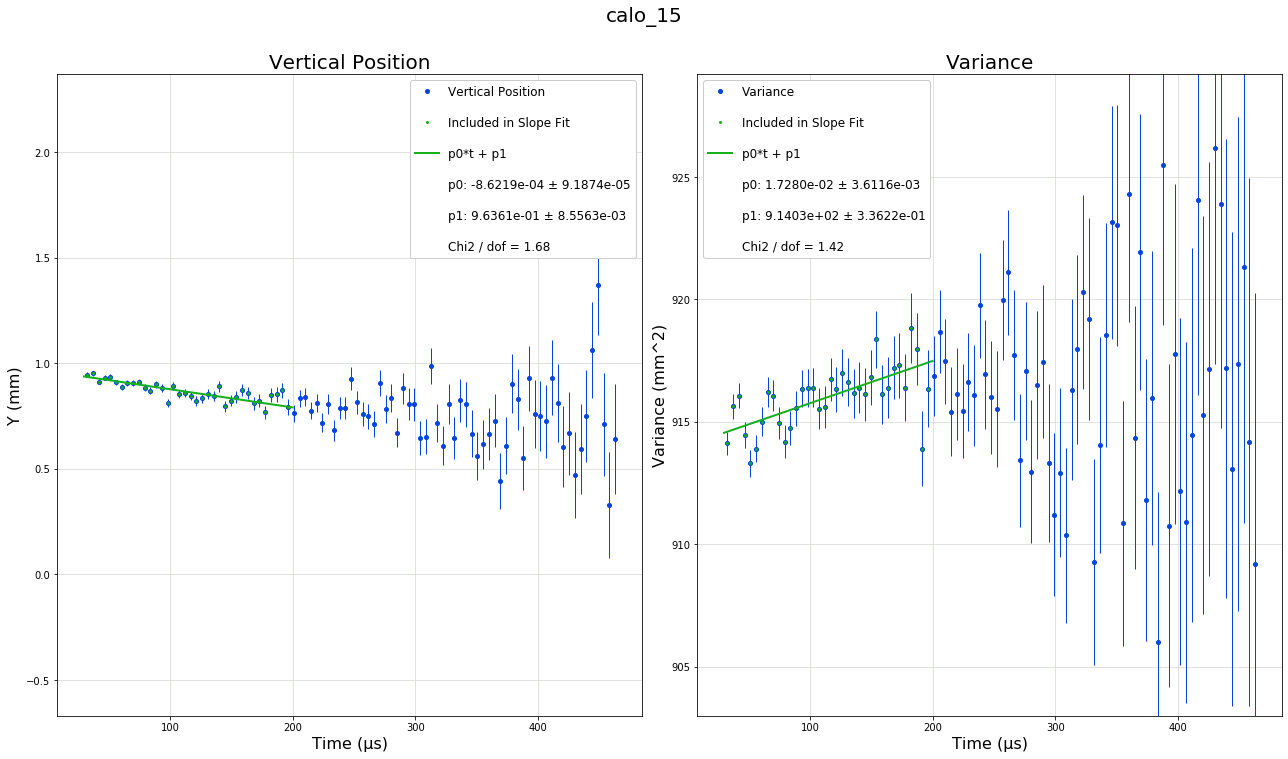 calo_15
Vertical Position
Vertical Position
Included in Slope Fit
p0*t + p1
p0: -8.6219e-04 ± 9.1874e-05
p1: 9.6361e-01 ± 8.5563e-03
Chi2 / dof = 1.68
2.0
1.5
1.0
0.5
0.0
−0.5
Y (mm)
100
200
300
400
Time (μs)
Variance
Variance
Included in Slope Fit
p0*t + p1
p0: 1.7280e-02 ± 3.6116e-03
p1: 9.1403e+02 ± 3.3622e-01
Chi2 / dof = 1.42
925
920
915
910
905
Variance (mm^2)
100
200
300
400
Time (μs)